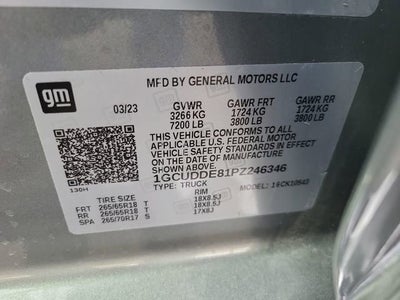 gm
MFD BY GENERAL MOTORS LLC
03/23 GVWR GAWR FRT GAWR RR
3266 KG 1724 KG 1724 KG
7200 LB 3800 LB 3800 LB
THIS VEHICLE CONFORMS TO ALL
APPLICABLE U.S. FEDERAL MOTOR
VEHICLE SAFETY STANDARDS IN EFFECT
ON THE DATE OF MANUFACTURE
1GCUDDE81PZ246346
TYPE: TRUCK MODEL: 1SCK10543
TIRE SIZE RIM
FRT 265/65R18 T 18X8.5J
RR 265/65R18 T 18X8.5J
SPA 265/70R17 S 17X8J